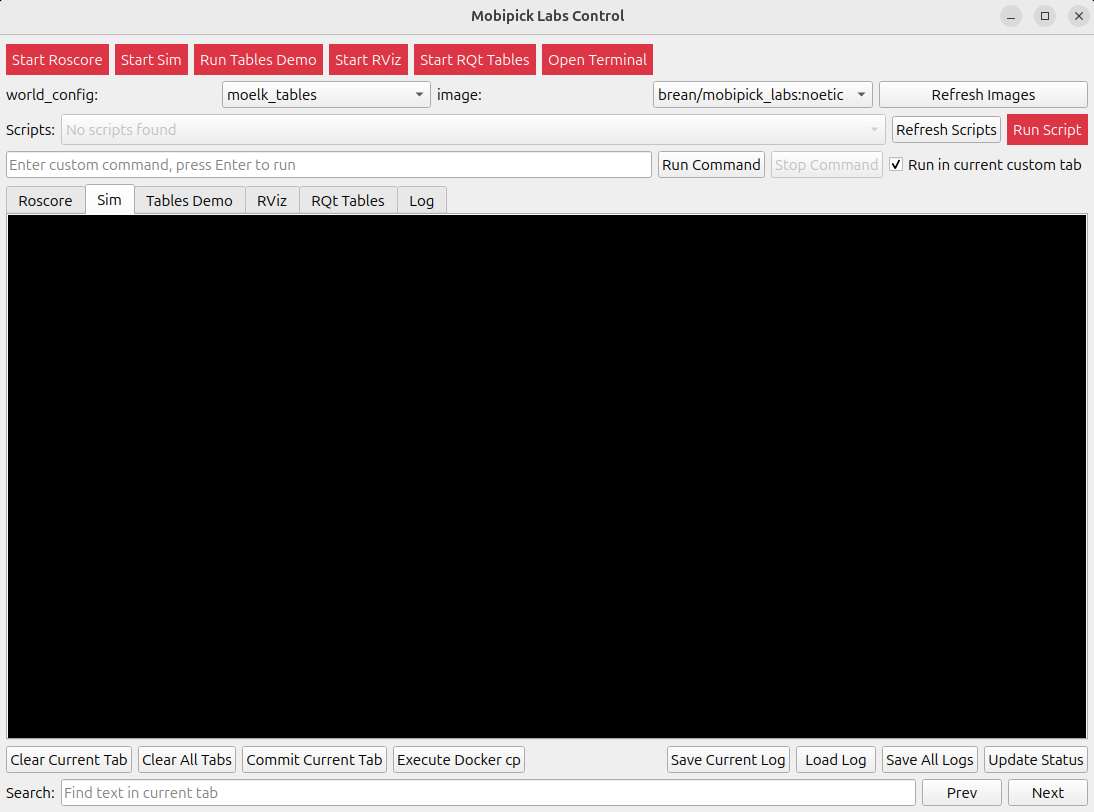 Mobipick Labs Control
Start Roscore Start Sim Run Tables Demo Start RViz Start RQt Tables Open Terminal
world_config: moelk_tables image: brean/mobipick_labs:noetic Refresh Images
Scripts: No scripts found Refresh Scripts Run Script
Enter custom command, press Enter to run Run Command Stop Command Run in current custom tab
Roscore Sim Tables Demo RViz RQt Tables Log
Clear Current Tab Clear All Tabs Commit Current Tab Execute Docker cp Save Current Log Load Log Save All Logs Update Status
Search: Find text in current tab Prev Next